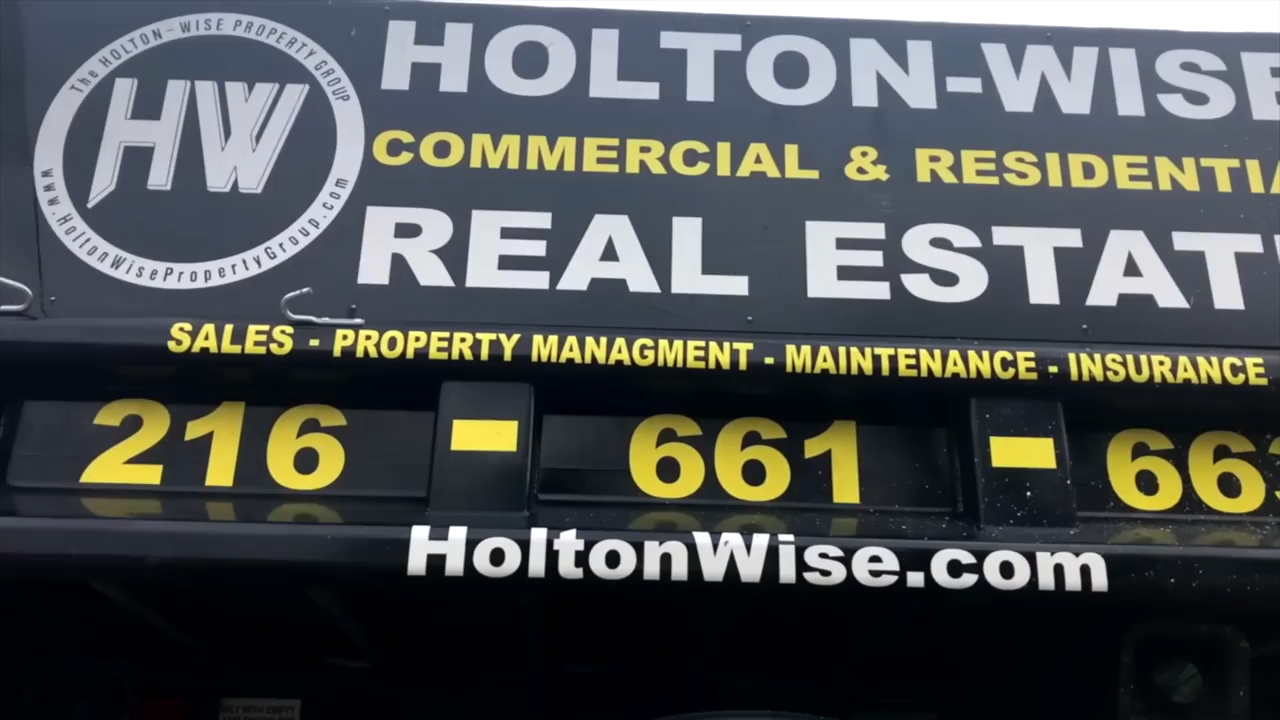 The HOLTON-WISE PROPERTY GROUP
HW
www.HoltonWisePropertyGroup.com
HOLTON-WISE
COMMERCIAL & RESIDENTIA
REAL ESTAT
SALES - PROPERTY MANAGMENT - MAINTENANCE - INSURANCE
216 - 661 - 66
HoltonWise.com